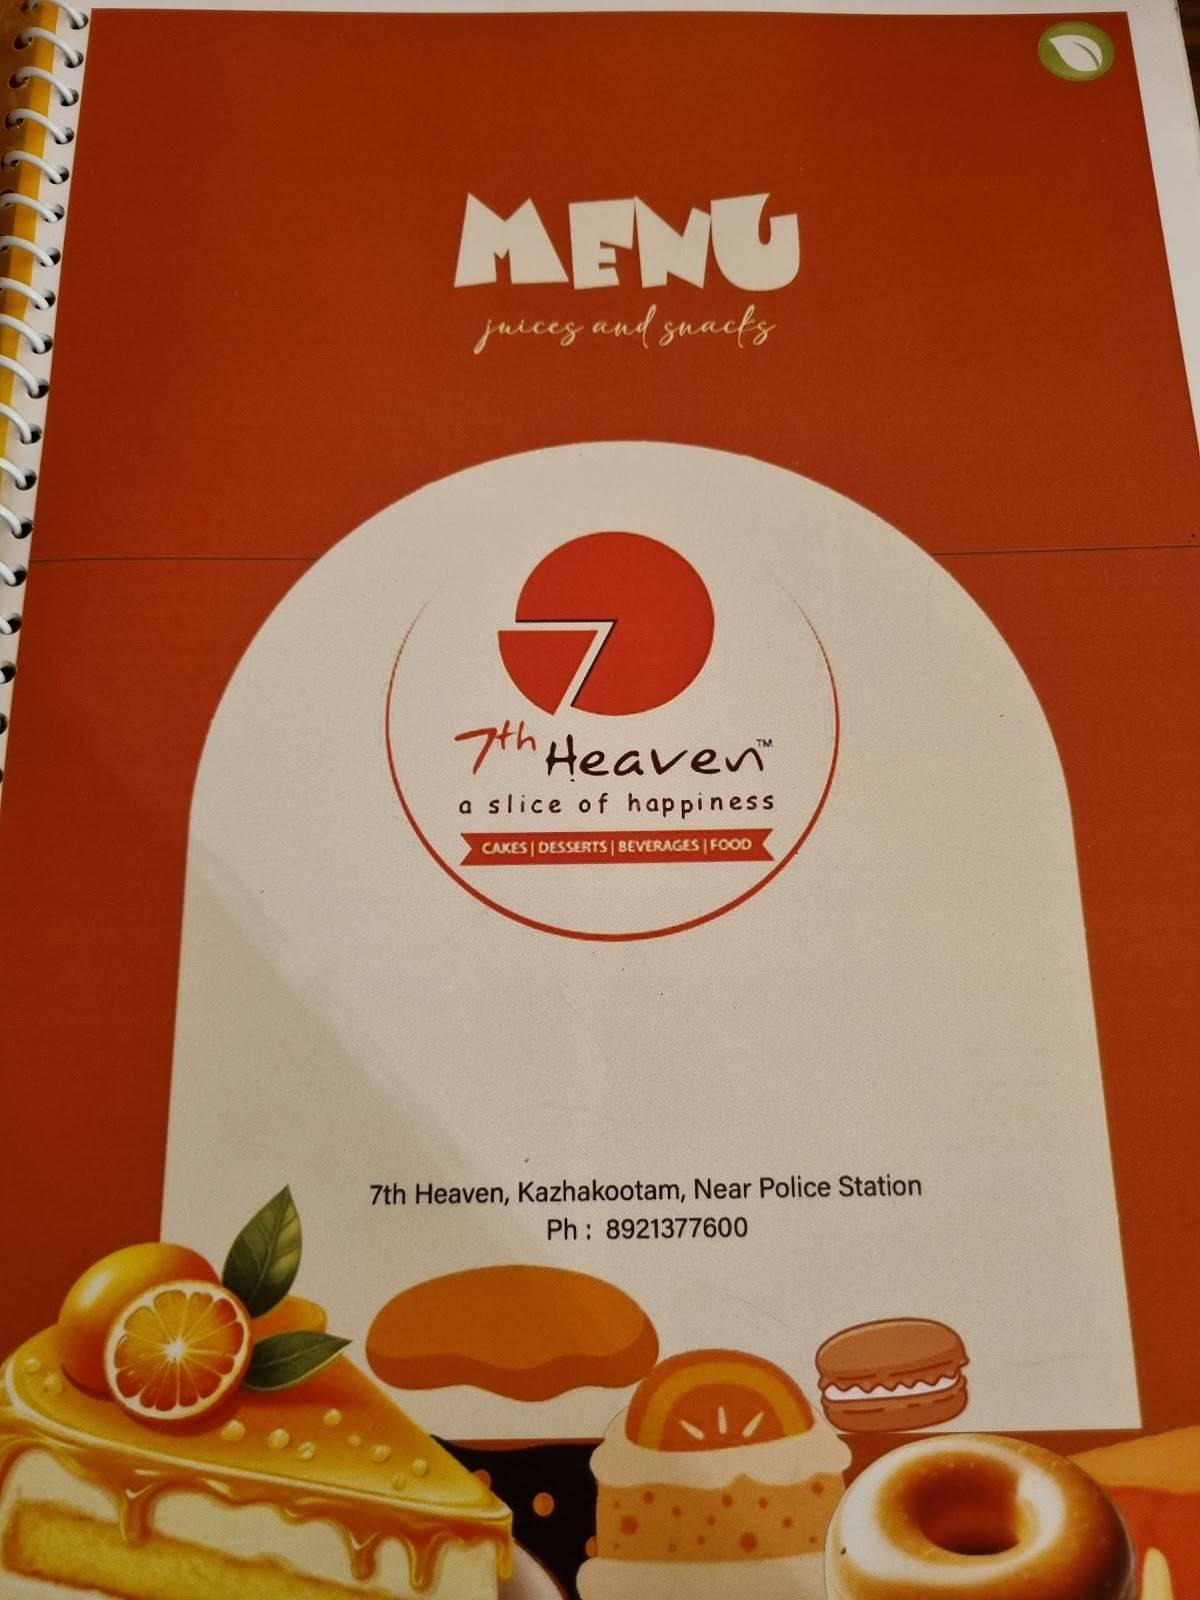 MENU
juices and snacks
7
7th Heaven™
a slice of happiness
CAKES | DESSERTS | BEVERAGES | FOOD
7th Heaven, Kazhakootam, Near Police Station
Ph : 8921377600